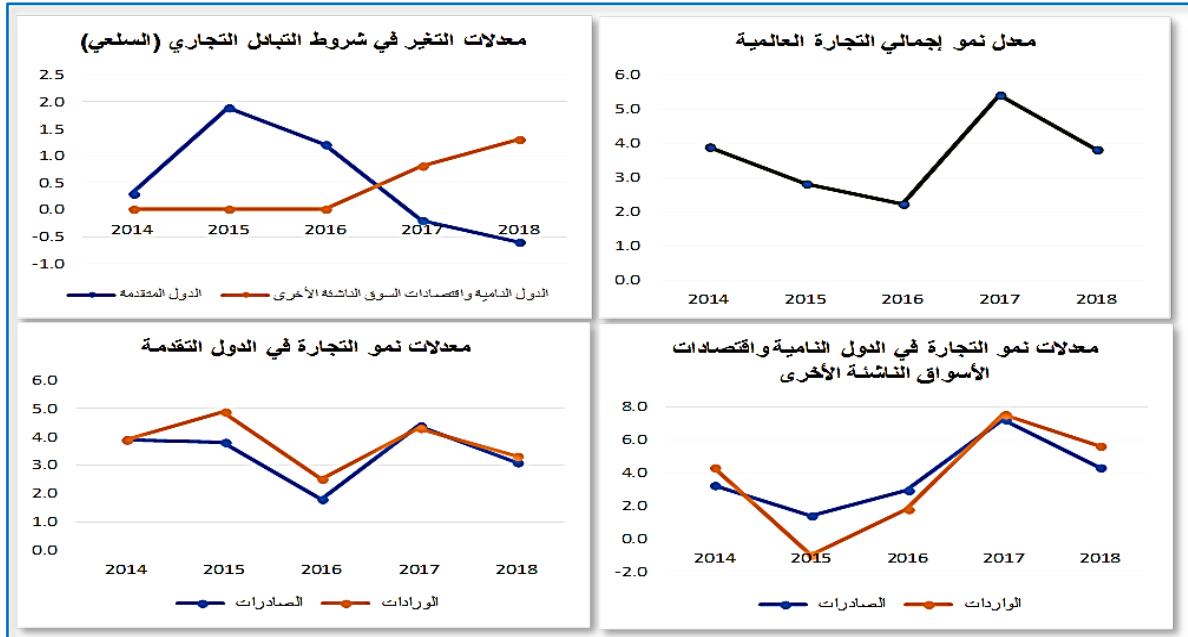 معدل نمو إجمالي التجارة العالمية
6.0
5.0
4.0
3.0
2.0
1.0
0.0
2014 2015 2016 2017 2018
معدلات التغير في شروط التبادل التجاري (السلعي)
2.5
2.0
1.5
1.0
0.5
0.0
-0.5
-1.0
2014 2015 2016 2017 2018
الدول المتقدمة
الدول النامية واقتصادات السوق الناشئة الأخرى
معدلات نمو التجارة في الدول النامية واقتصادات
الأسواق الناشئة الأخرى
8.0
6.0
4.0
2.0
0.0
-2.0
2014 2015 2016 2017 2018
الصادرات
الواردات
معدلات نمو التجارة في الدول التقدمة
6.0
5.0
4.0
3.0
2.0
1.0
0.0
2014 2015 2016 2017 2018
الصادرات
الورادات